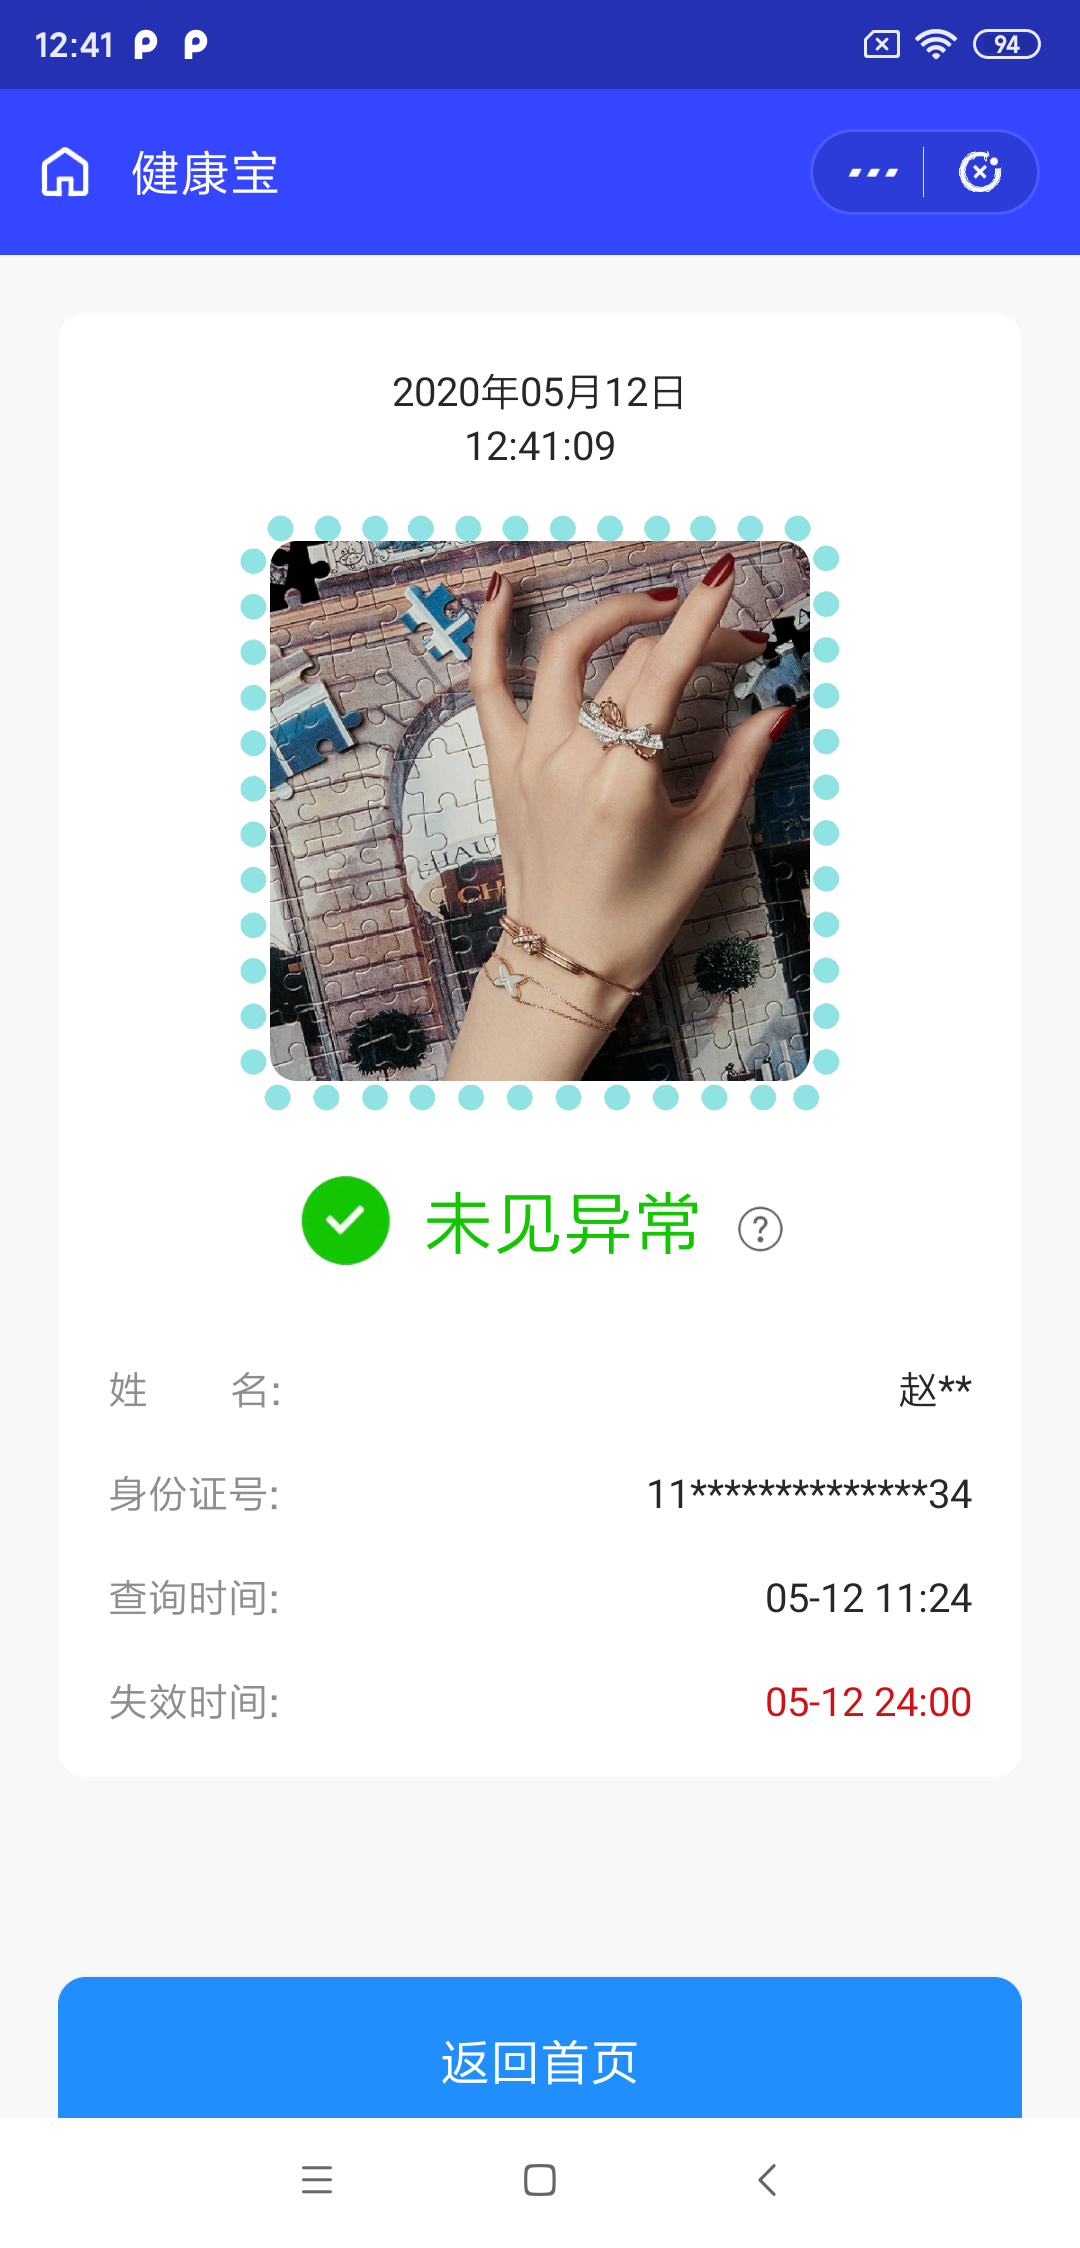 12:41
94
健康宝
2020年05月12日
12:41:09
CHAU
CH
未见异常 ?
姓 名: 赵**
身份证号: 11**************34
查询时间: 05-12 11:24
失效时间: 05-12 24:00
返回首页